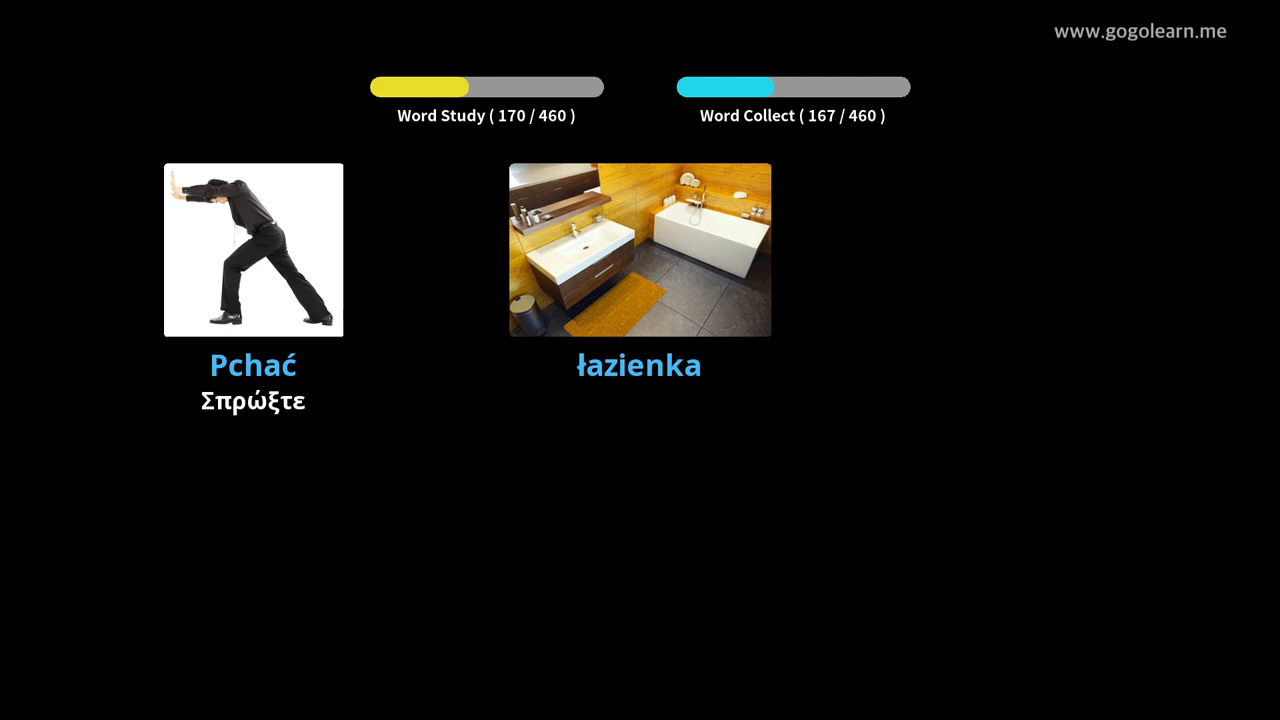 www.gogolearn.me
Word Study ( 170 / 460 )
Word Collect ( 167 / 460 )
Pchać
łazienka
Σπρώξτε